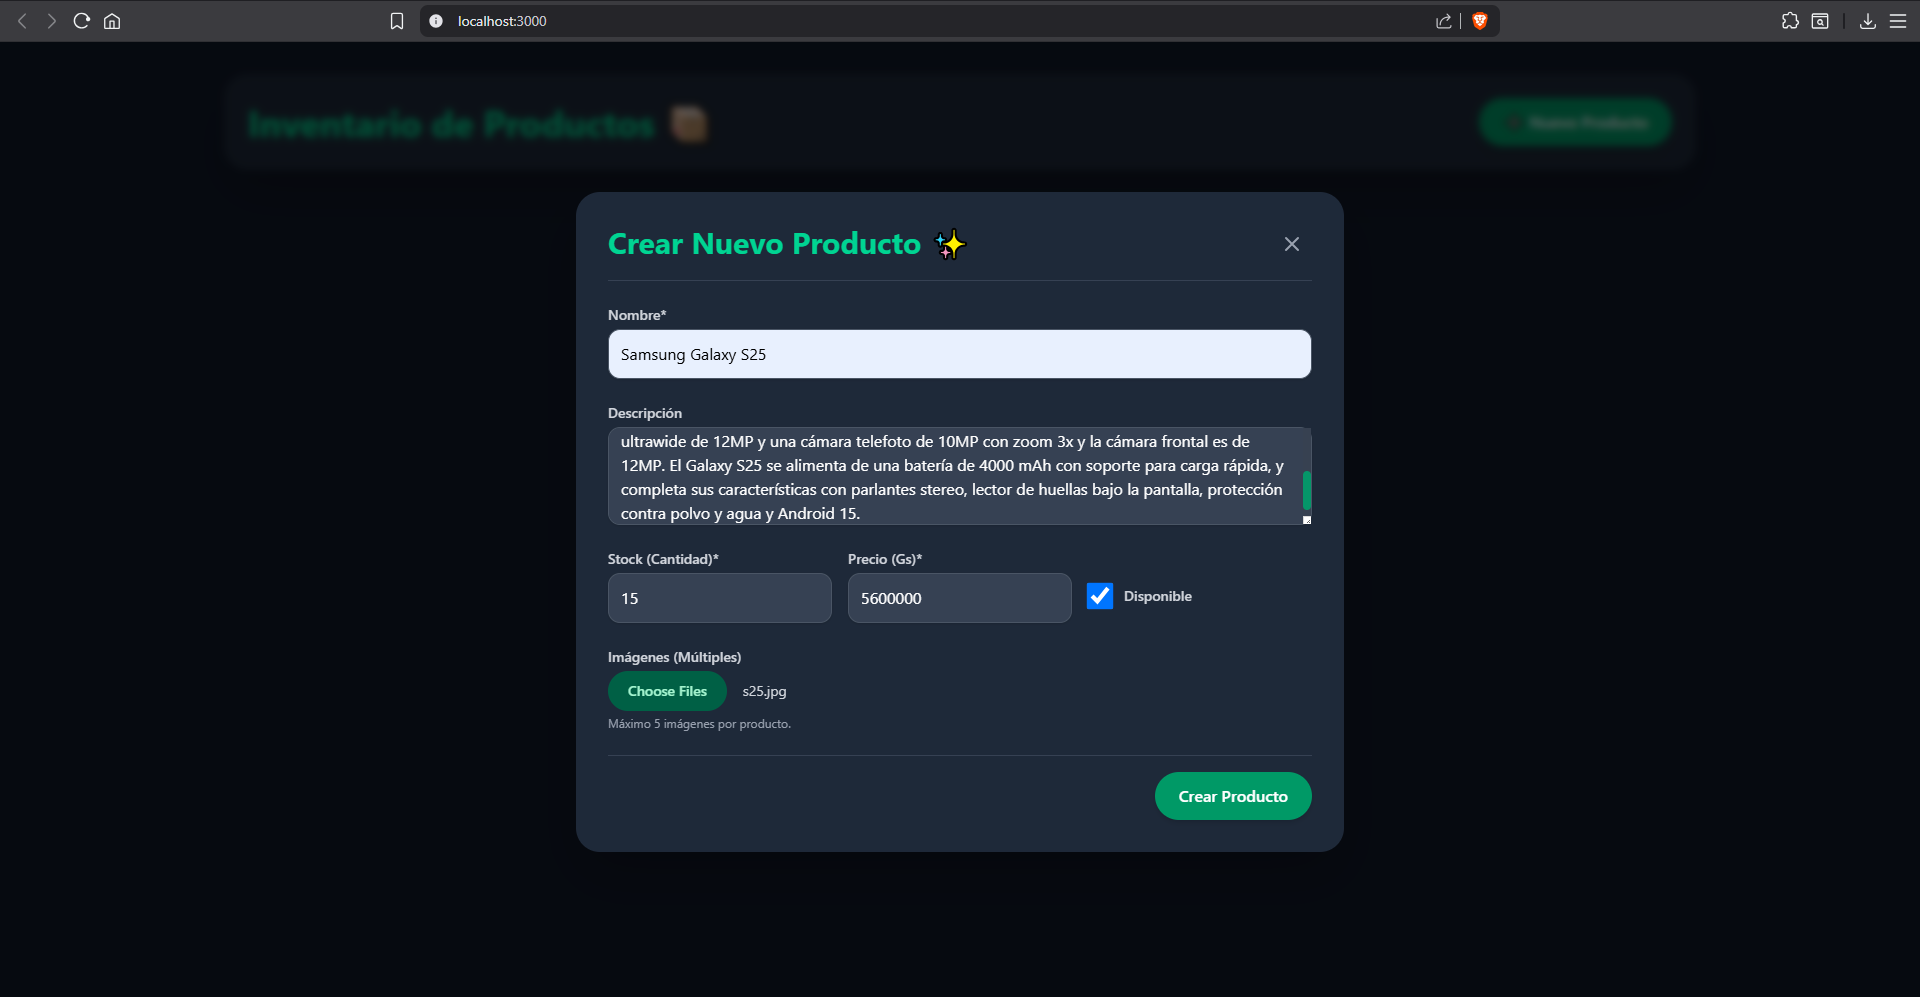 localhost:3000
Inventario de Productos
Nuevo Producto
Crear Nuevo Producto
Nombre*
Samsung Galaxy S25
Descripción
ultrawide de 12MP y una cámara telefoto de 10MP con zoom 3x y la cámara frontal es de
12MP. El Galaxy S25 se alimenta de una batería de 4000 mAh con soporte para carga rápida, y
completa sus características con parlantes stereo, lector de huellas bajo la pantalla, protección
contra polvo y agua y Android 15.
Stock (Cantidad)*
Precio (Gs)*
15
5600000
Disponible
Imágenes (Múltiples)
Choose Files
s25.jpg
Máximo 5 imágenes por producto.
Crear Producto